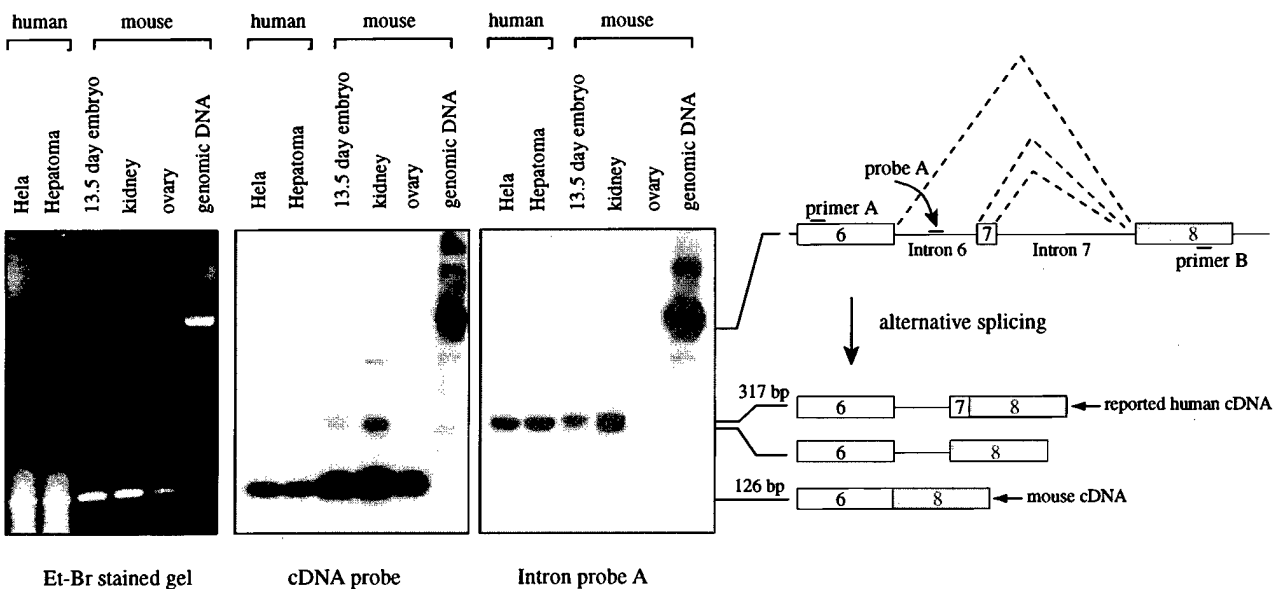 human mouse
Hela
Hepatoma
13.5 day embryo
kidney
ovary
genomic DNA
Et-Br stained gel
human mouse
Hela
Hepatoma
13.5 day embryo
kidney
ovary
genomic DNA
cDNA probe
human mouse
Hela
Hepatoma
13.5 day embryo
kidney
ovary
genomic DNA
Intron probe A
probe A
primer A
6
Intron 6
7
Intron 7
8
primer B
alternative splicing
317 bp
6 7 8 reported human cDNA
6 8
126 bp
6 8 mouse cDNA